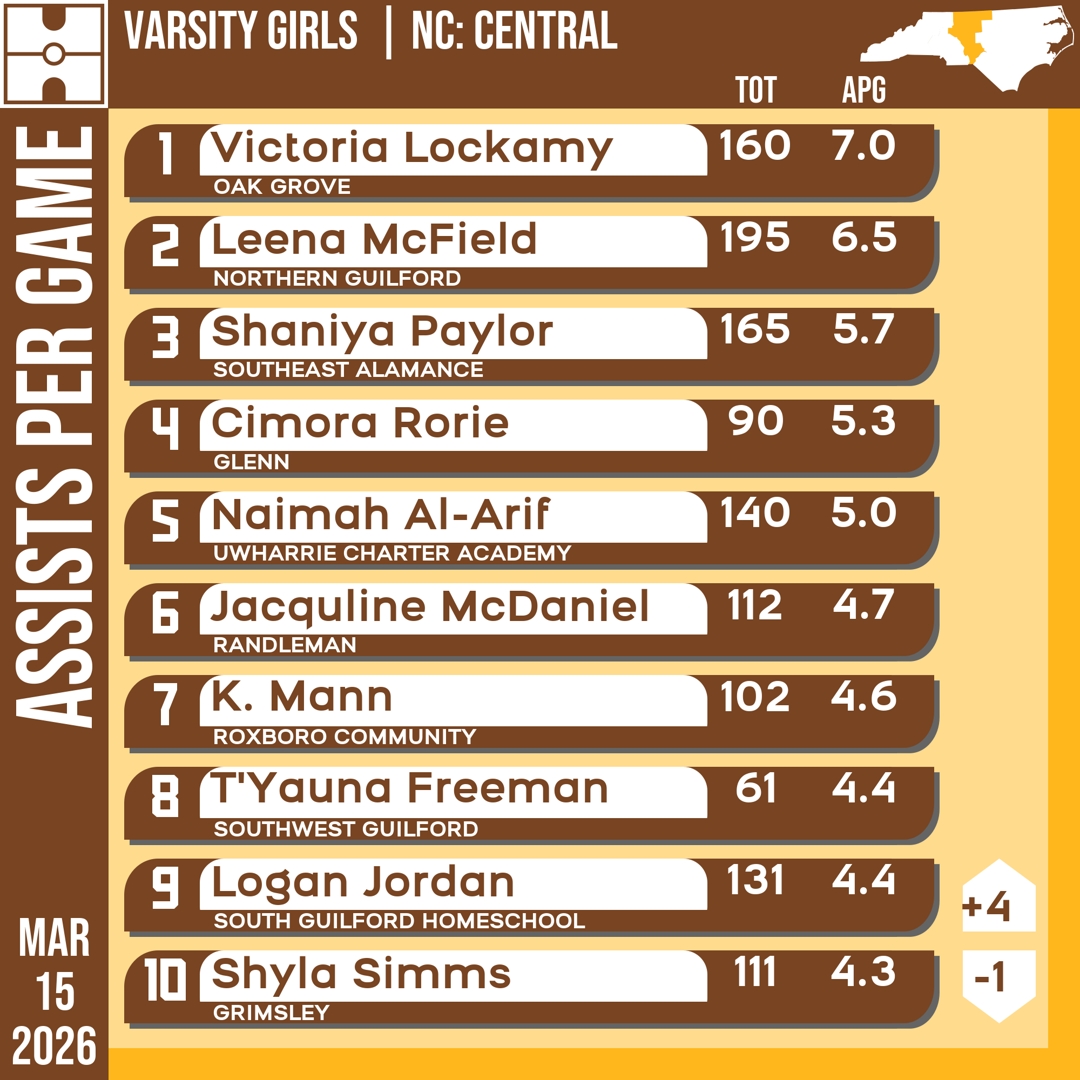 VARSITY GIRLS | NC: CENTRAL
TOT APG
ASSISTS PER GAME
1 Victoria Lockamy 160 7.0
OAK GROVE
2 Leena McField 195 6.5
NORTHERN GUILFORD
3 Shaniya Paylor 165 5.7
SOUTHEAST ALAMANCE
4 Cimora Rorie 90 5.3
GLENN
5 Naimah Al-Arif 140 5.0
UWHARRIE CHARTER ACADEMY
6 Jacquline McDaniel 112 4.7
RANDLEMAN
7 K. Mann 102 4.6
ROXBORO COMMUNITY
8 T'Yauna Freeman 61 4.4
SOUTHWEST GUILFORD
9 Logan Jordan 131 4.4 +4
SOUTH GUILFORD HOMESCHOOL
10 Shyla Simms 111 4.3 -1
GRIMSLEY
MAR
15
2026